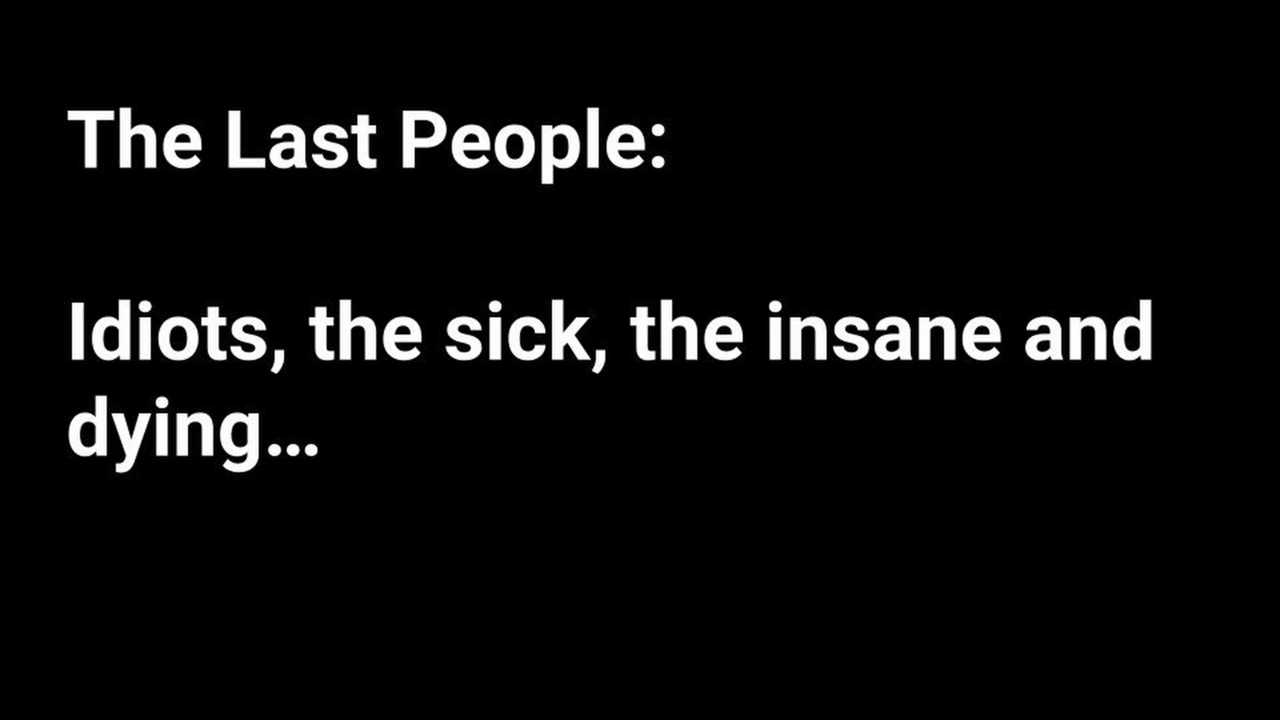 The Last People:
Idiots, the sick, the insane and
dying…